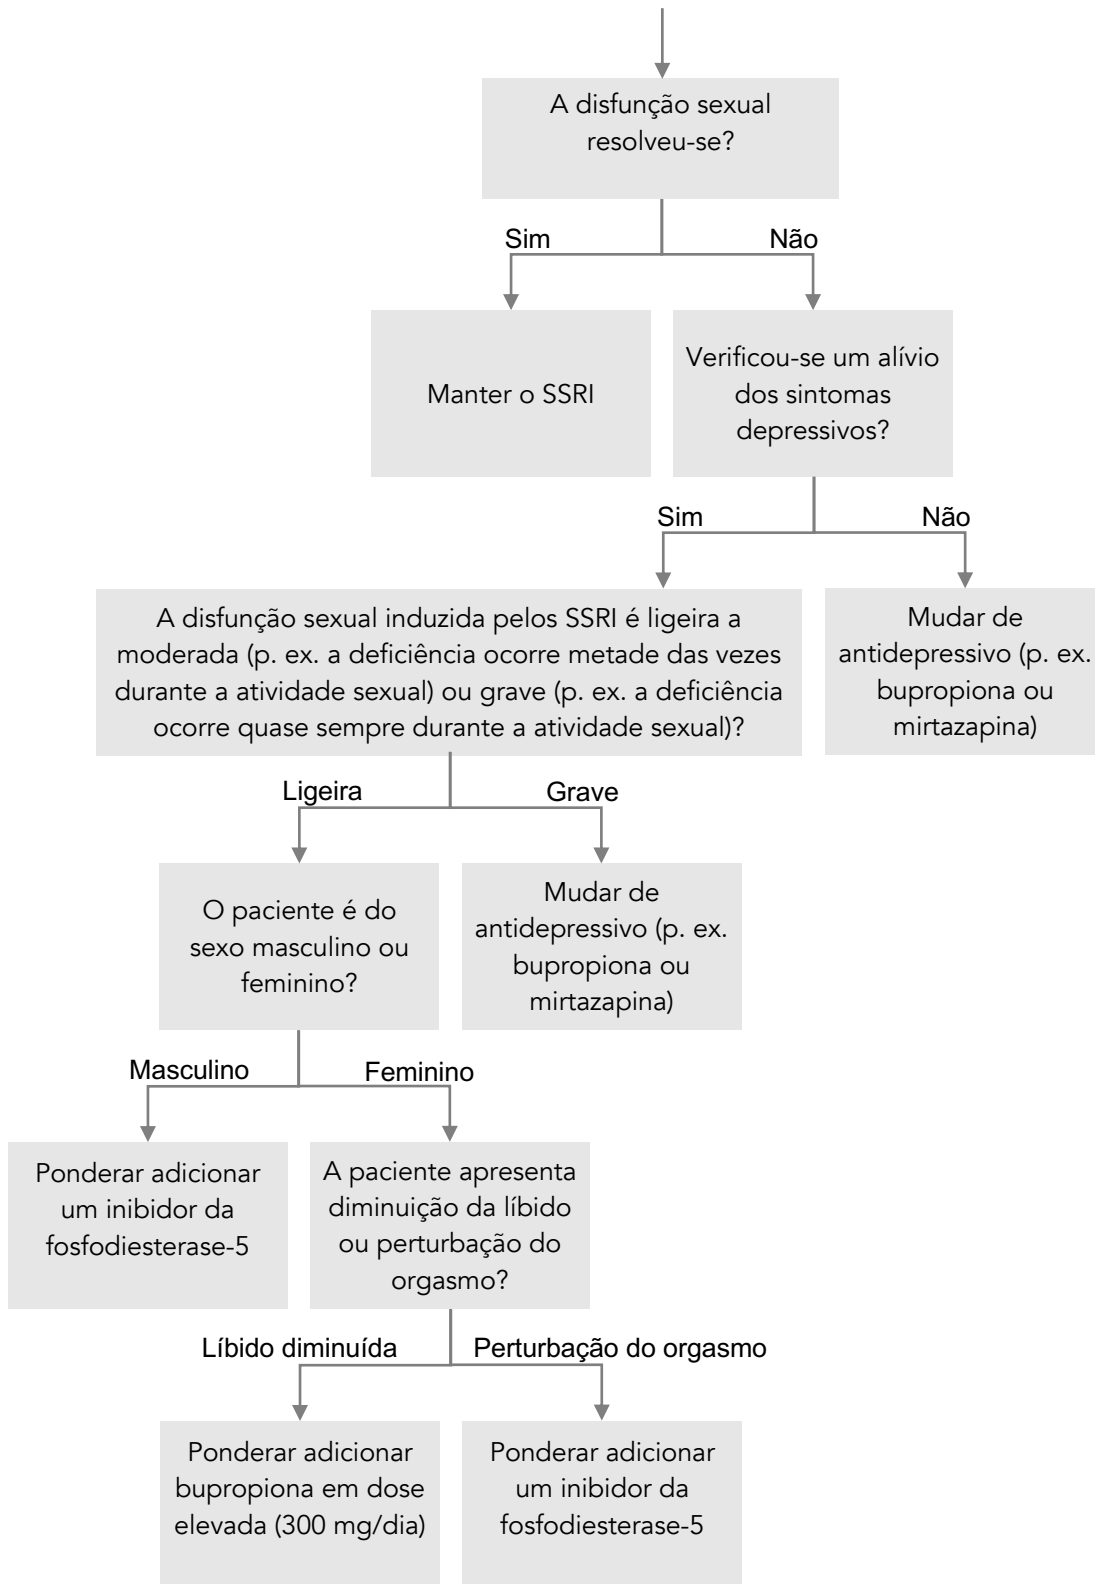 A disfunção sexual
resolveu-se?
Sim
Não
Manter o SSRI
Verificou-se um alívio
dos sintomas
depressivos?
Sim
Não
A disfunção sexual induzida pelos SSRI é ligeira a
moderada (p. ex. a deficiência ocorre metade das vezes
durante a atividade sexual) ou grave (p. ex. a deficiência
ocorre quase sempre durante a atividade sexual)?
Mudar de
antidepressivo (p. ex.
bupropiona ou
mirtazapina)
Ligeira
Grave
O paciente é do
sexo masculino ou
feminino?
Mudar de
antidepressivo (p. ex.
bupropiona ou
mirtazapina)
Masculino
Feminino
Ponderar adicionar
um inibidor da
fosfodiesterase-5
A paciente apresenta
diminuição da líbido
ou perturbação do
orgasmo?
Líbido diminuída
Perturbação do orgasmo
Ponderar adicionar
bupropiona em dose
elevada (300 mg/dia)
Ponderar adicionar
um inibidor da
fosfodiesterase-5